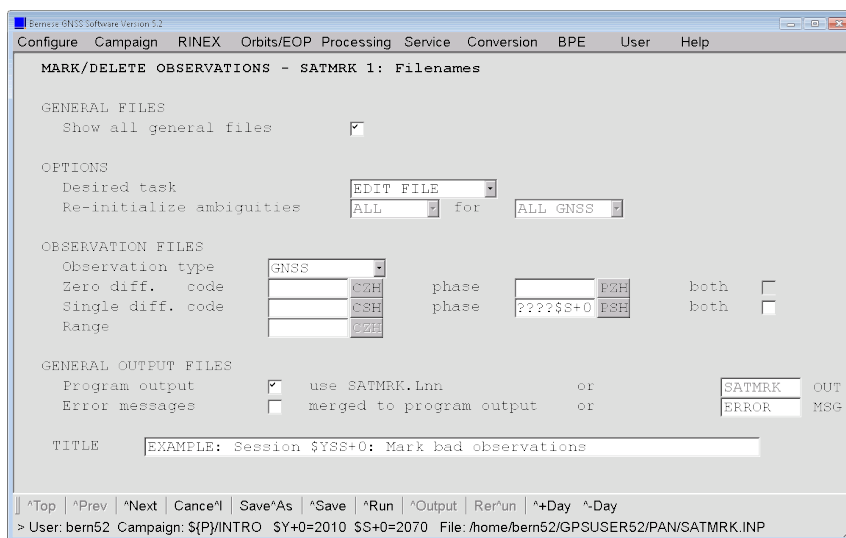 Bernese GNSS Software Version 5.2
Configure Campaign RINEX Orbits/EOP Processing Service Conversion BPE User Help
MARK/DELETE OBSERVATIONS - SATMRK 1: Filenames
GENERAL FILES
Show all general files
OPTIONS
Desired task EDIT FILE
Re-initialize ambiguities ALL for ALL GNSS
OBSERVATION FILES
Observation type GNSS
Zero diff. code CZH phase PZH both
Single diff. code CSH phase ????$S+0 PSH both
Range CZH
GENERAL OUTPUT FILES
Program output use SATMRK.Lnn or SATMRK OUT
Error messages merged to program output or ERROR MSG
TITLE EXAMPLE: Session $YSS+0: Mark bad observations
^Top | ^Prev | ^Next | Cance^l | Save^As | ^Save | ^Run | ^Output | Rer^un | ^+Day ^-Day
> User: bern52 Campaign: ${P}/INTRO $Y+0=2010 $S+0=2070 File: /home/bern52/GPSUSER52/PAN/SATMRK.INP